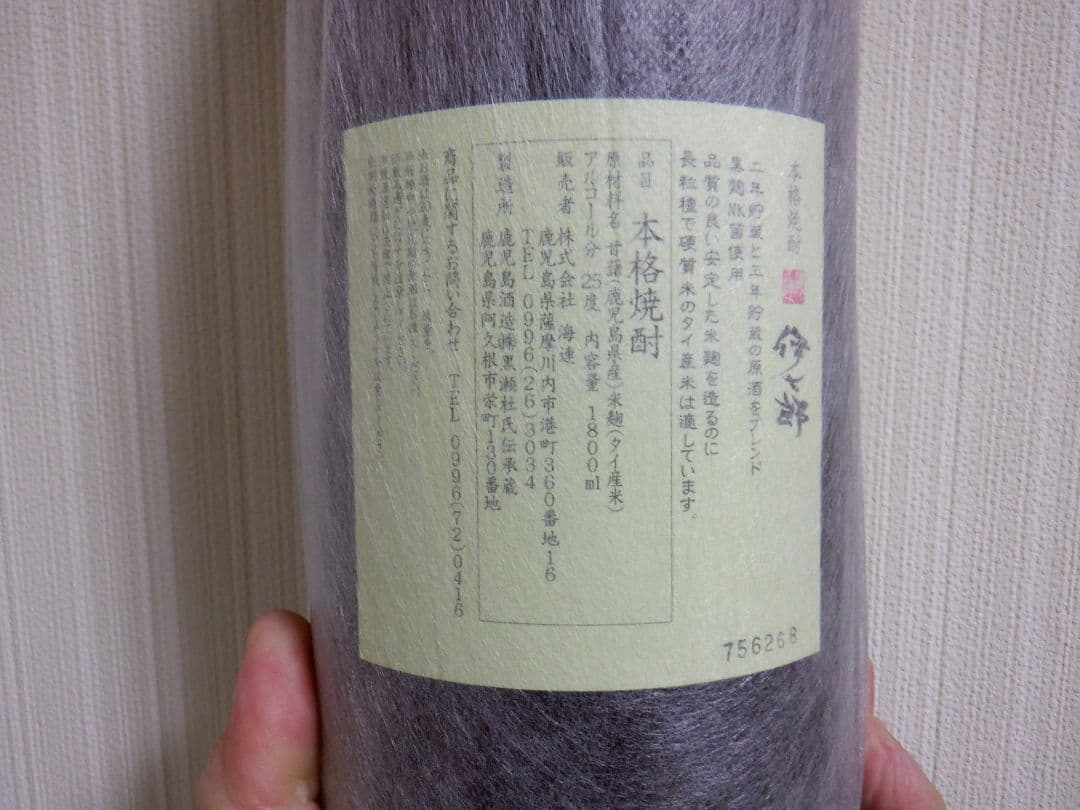 本格焼酎
伊七郎
二年貯蔵と三年貯蔵の原酒をブレンド
黒麹NK菌使用
品質の良い安定した米麹を造るのに
長粒種で硬質米のタイ産米は適しています。
品目 本格焼酎
原材料名 甘藷(鹿児島県産)米麹(タイ産米)
アルコール分 25度 内容量 1800ml
販売者 株式会社 海連
鹿児島県薩摩川内市港町360番地16
TEL 0996(26)3034
製造所 鹿児島酒造㈱黒瀬杜氏伝承蔵
鹿児島県阿久根市栄町130番地
商品に関するお問い合わせ TEL 0996(72)0416
756268